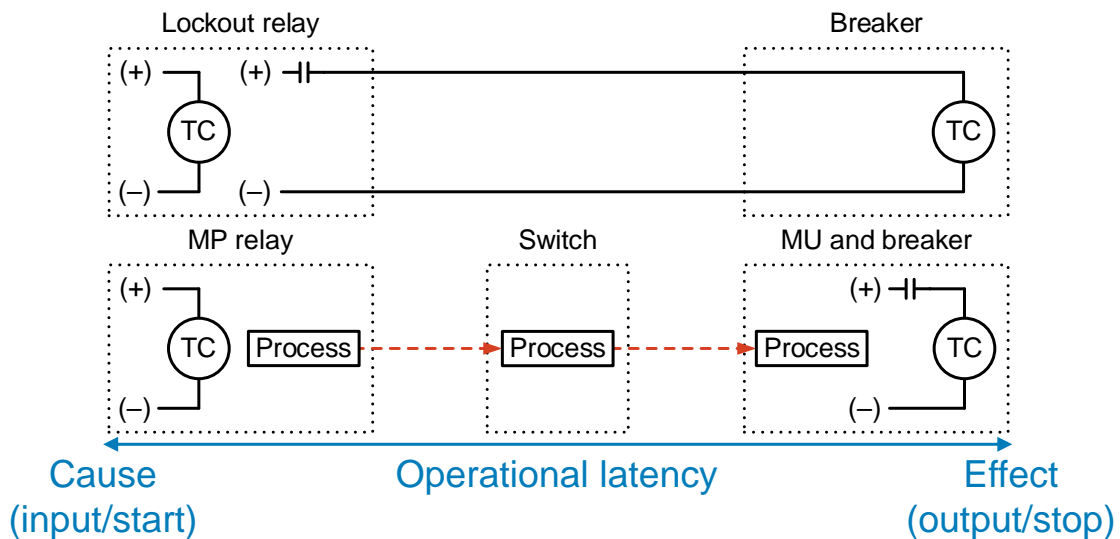 Lockout relay
Breaker
(+)
(+)
TC
TC
(–)
(–)
MP relay
Switch
MU and breaker
(+)
(+)
TC
Process
Process
Process
TC
(–)
(–)
Cause
(input/start)
Operational latency
Effect
(output/stop)